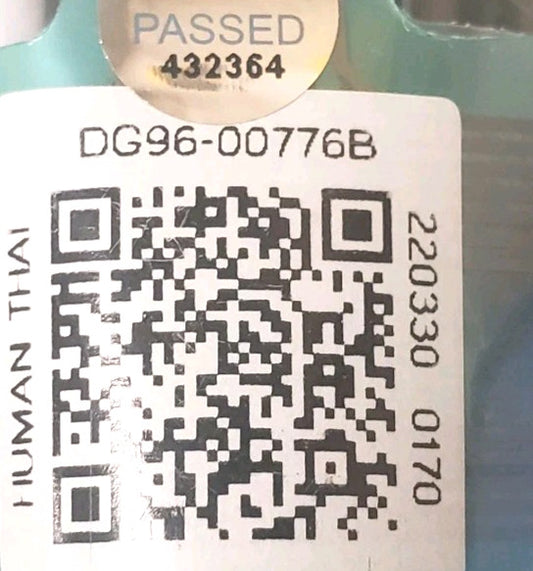 PASSED
432364
DG96-00776B
HUMAN THAI
220330 0170